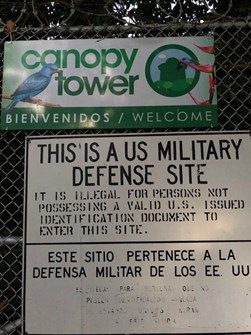 canopy
tower
BIENVENIDOS / WELCOME
THIS IS A US MILITARY
DEFENSE SITE
IT IS ILLEGAL FOR PERSONS NOT
POSSESSING A VALID U.S. ISSUED
IDENTIFICATION DOCUMENT TO
ENTER THIS SITE.
ESTE SITIO PERTENECE A LA
DEFENSA MILITAR DE LOS EE. UU